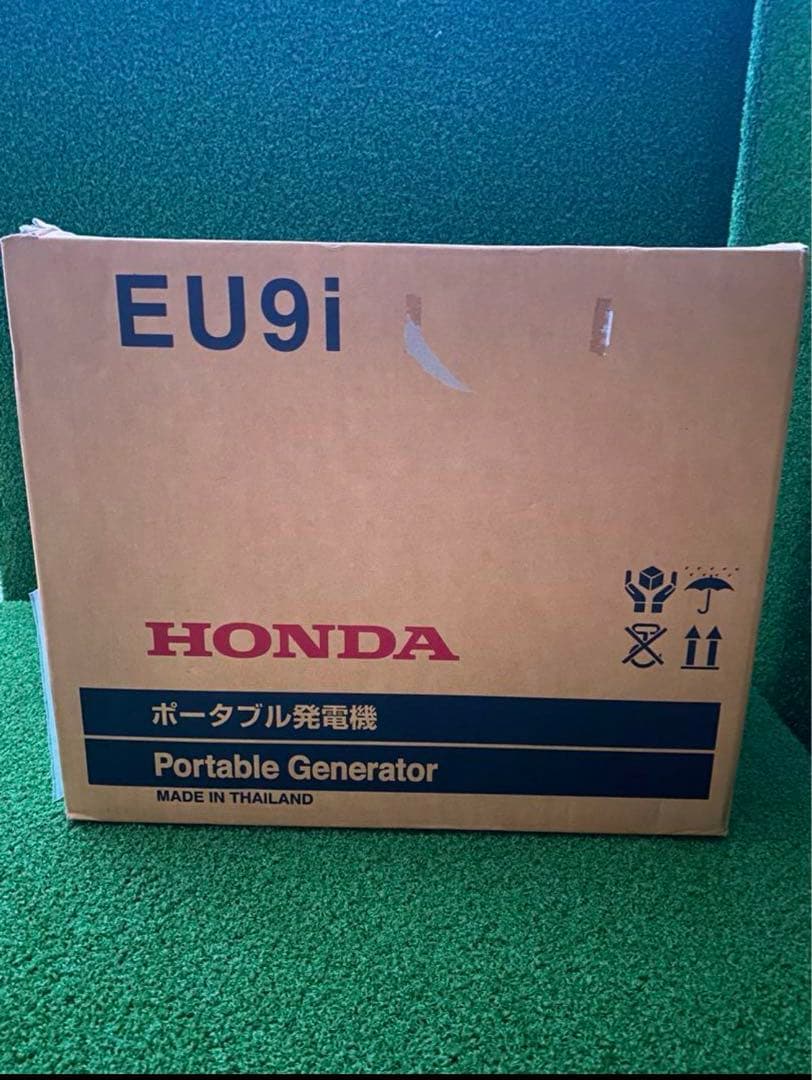 EU9i
HONDA
ポータブル発電機
Portable Generator
MADE IN THAILAND